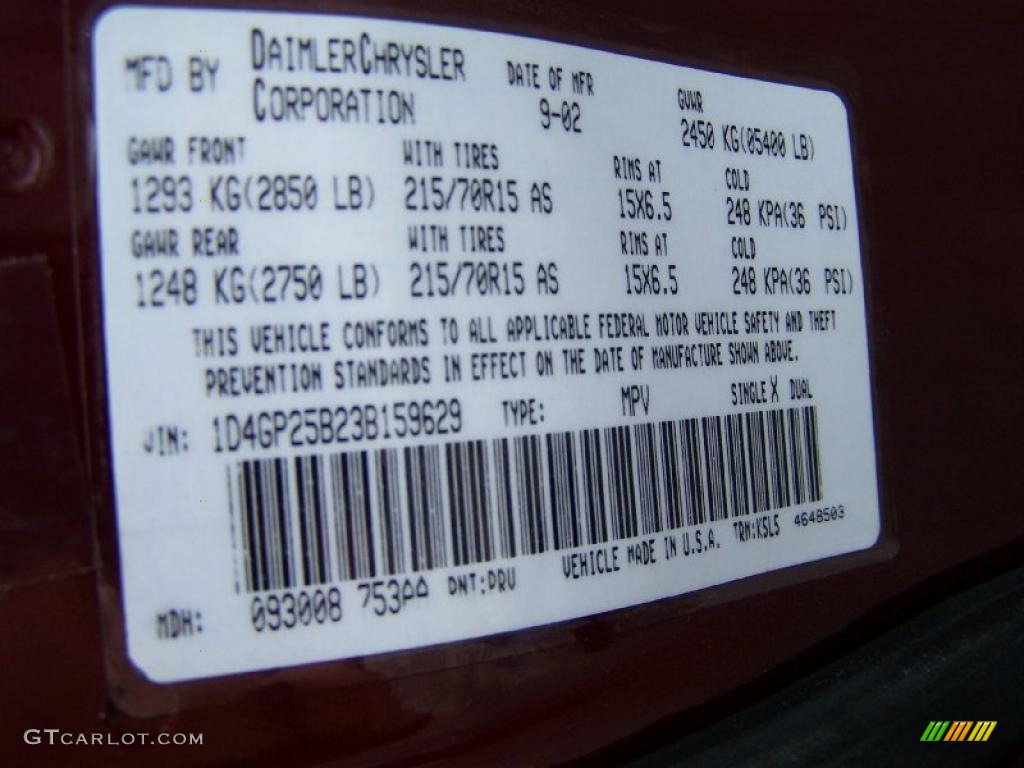 MFD BY DAIMLERCHRYSLER CORPORATION DATE OF MFR 9-02 GVWR 2450 KG(05400 LB)
GAWR FRONT WITH TIRES RIMS AT COLD
1293 KG(2850 LB) 215/70R15 AS 15X6.5 248 KPA(36 PSI)
GAWR REAR WITH TIRES RIMS AT COLD
1248 KG(2750 LB) 215/70R15 AS 15X6.5 248 KPA(36 PSI)
THIS VEHICLE CONFORMS TO ALL APPLICABLE FEDERAL MOTOR VEHICLE SAFETY AND THEFT
PREVENTION STANDARDS IN EFFECT ON THE DATE OF MANUFACTURE SHOWN ABOVE.
VIN: 1D4GP25B23B159629 TYPE: MPV SINGLE X DUAL
MDH: 093008 753AA PNT:PRV VEHICLE MADE IN U.S.A. TRM:K5L5 4648503
GTCARLOT.COM